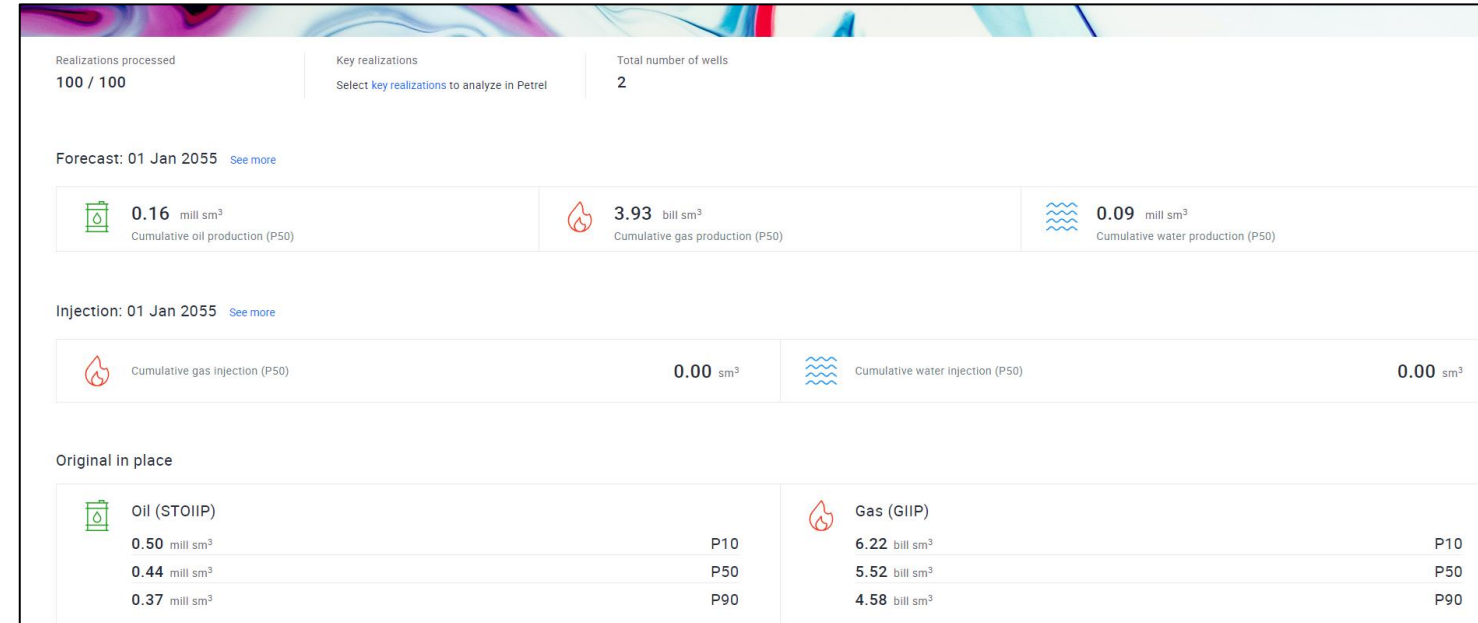 Realizations processed Key realizations Total number of wells
100 / 100 Select key realizations to analyze in Petrel 2
Forecast: 01 Jan 2055 See more
0.16 mill sm³ 3.93 bill sm³ 0.09 mill sm³
Cumulative oil production (P50) Cumulative gas production (P50) Cumulative water production (P50)
Injection: 01 Jan 2055 See more
Cumulative gas injection (P50) 0.00 sm³ Cumulative water injection (P50) 0.00 sm³
Original in place
Oil (STOIIP) Gas (GIIP)
0.50 mill sm³ P10 6.22 bill sm³ P10
0.44 mill sm³ P50 5.52 bill sm³ P50
0.37 mill sm³ P90 4.58 bill sm³ P90